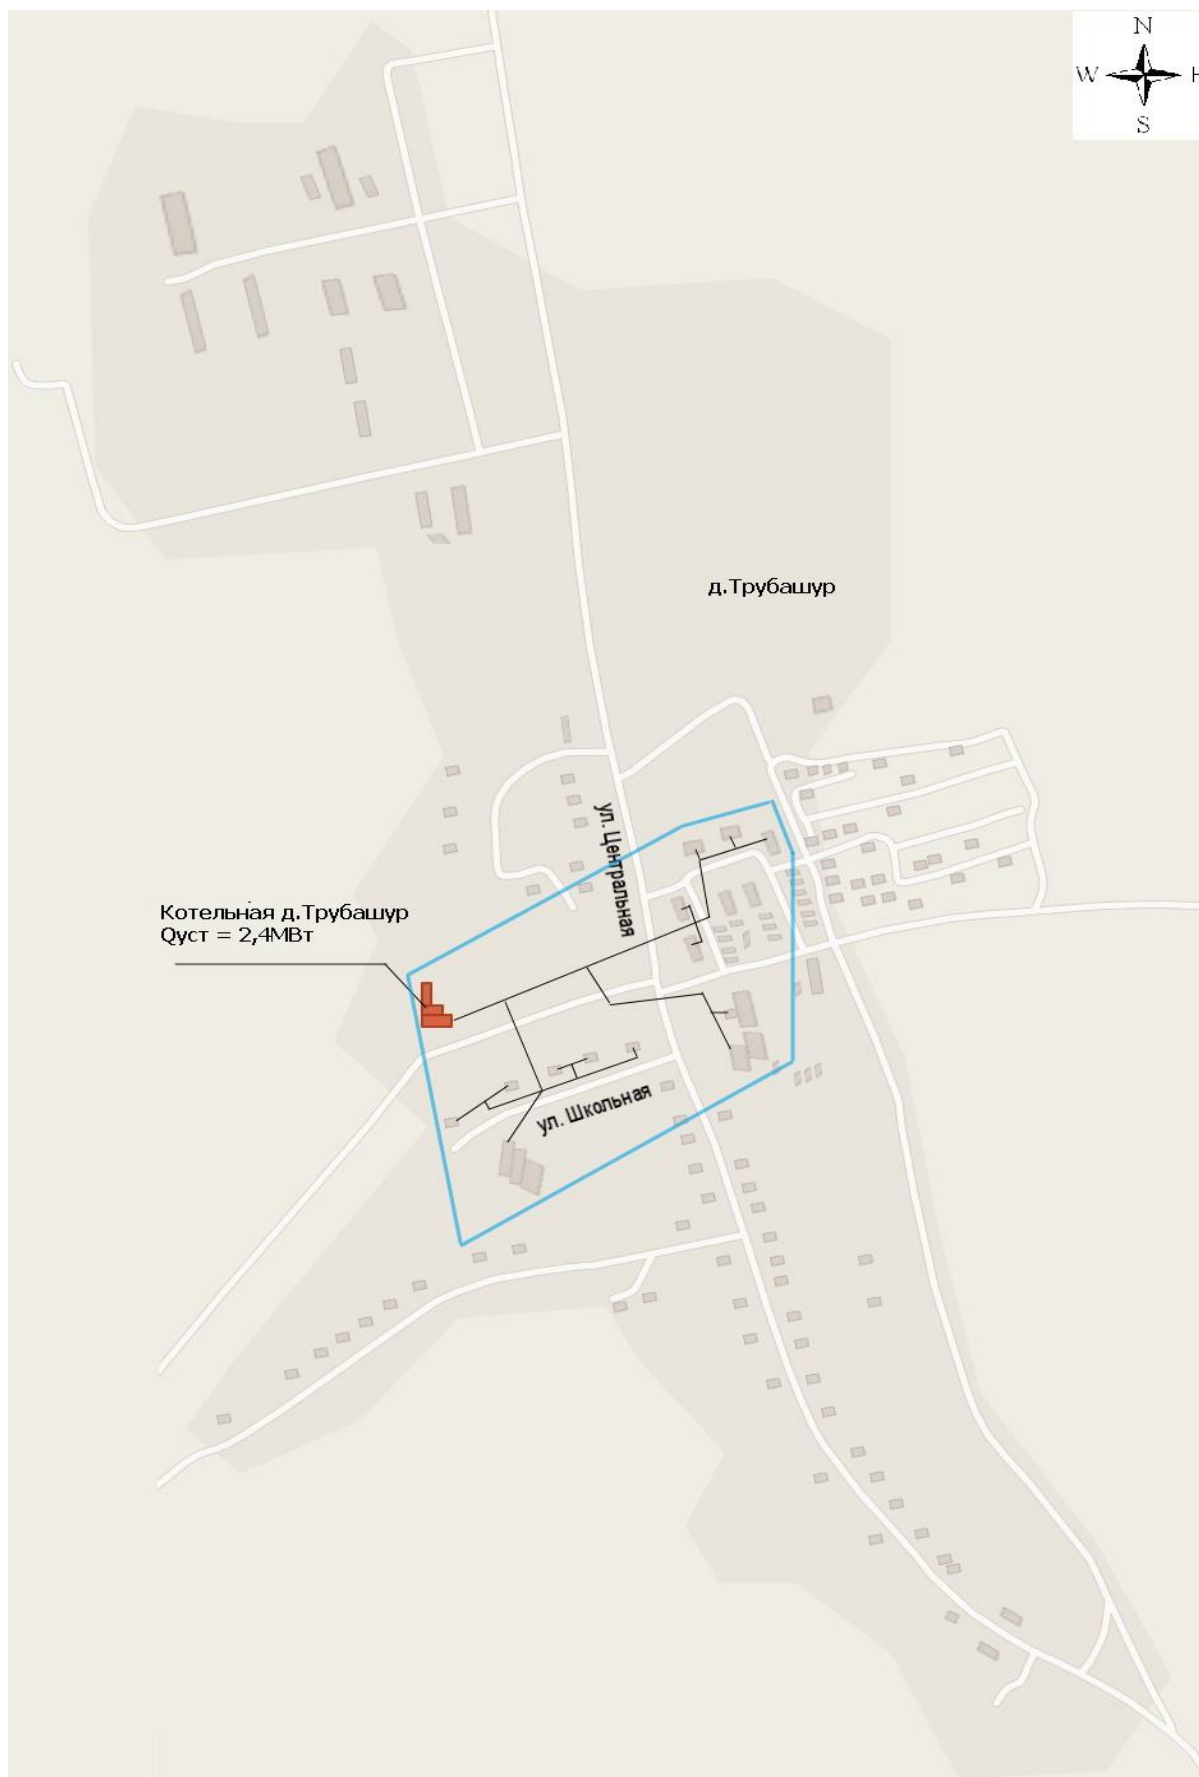 N
W
S
д.Трубашур
ул. Центральная
Котельная д.Трубашур
Qуст = 2,4МВт
ул. Школьная